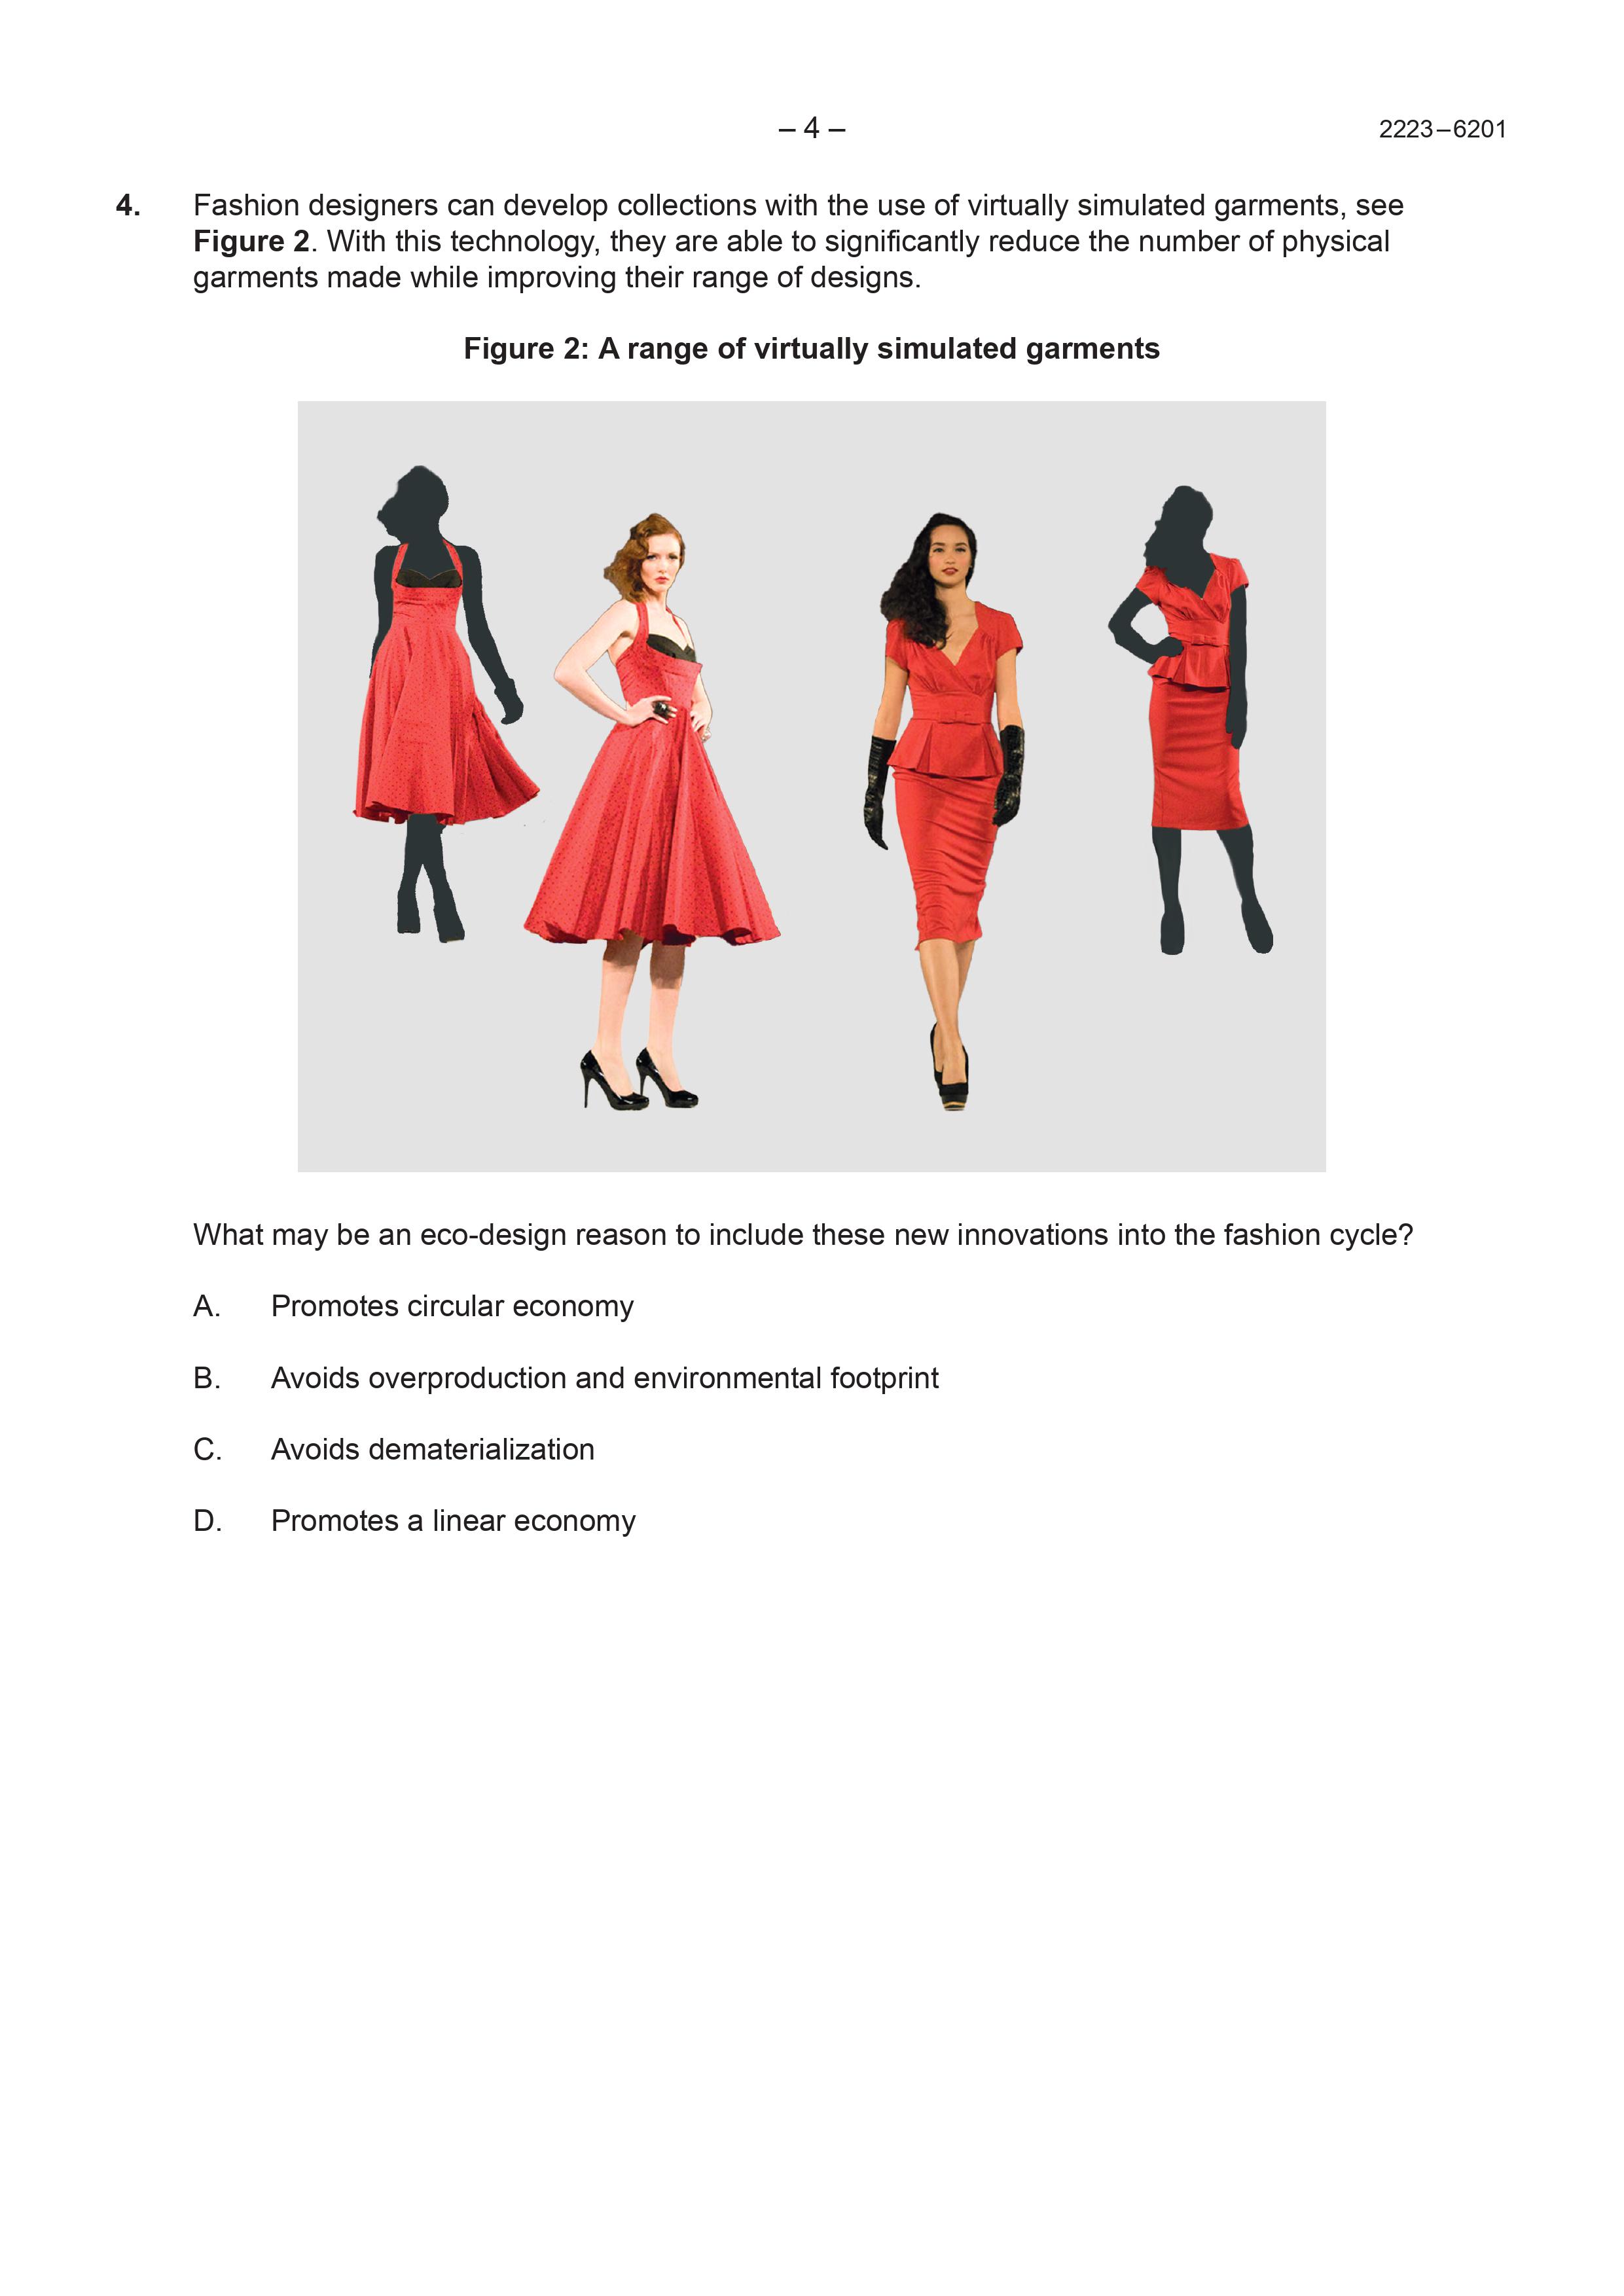 – 4 –
2223 – 6201
4. Fashion designers can develop collections with the use of virtually simulated garments, see
Figure 2. With this technology, they are able to significantly reduce the number of physical
garments made while improving their range of designs.
Figure 2: A range of virtually simulated garments
What may be an eco-design reason to include these new innovations into the fashion cycle?
A. Promotes circular economy
B. Avoids overproduction and environmental footprint
C. Avoids dematerialization
D. Promotes a linear economy